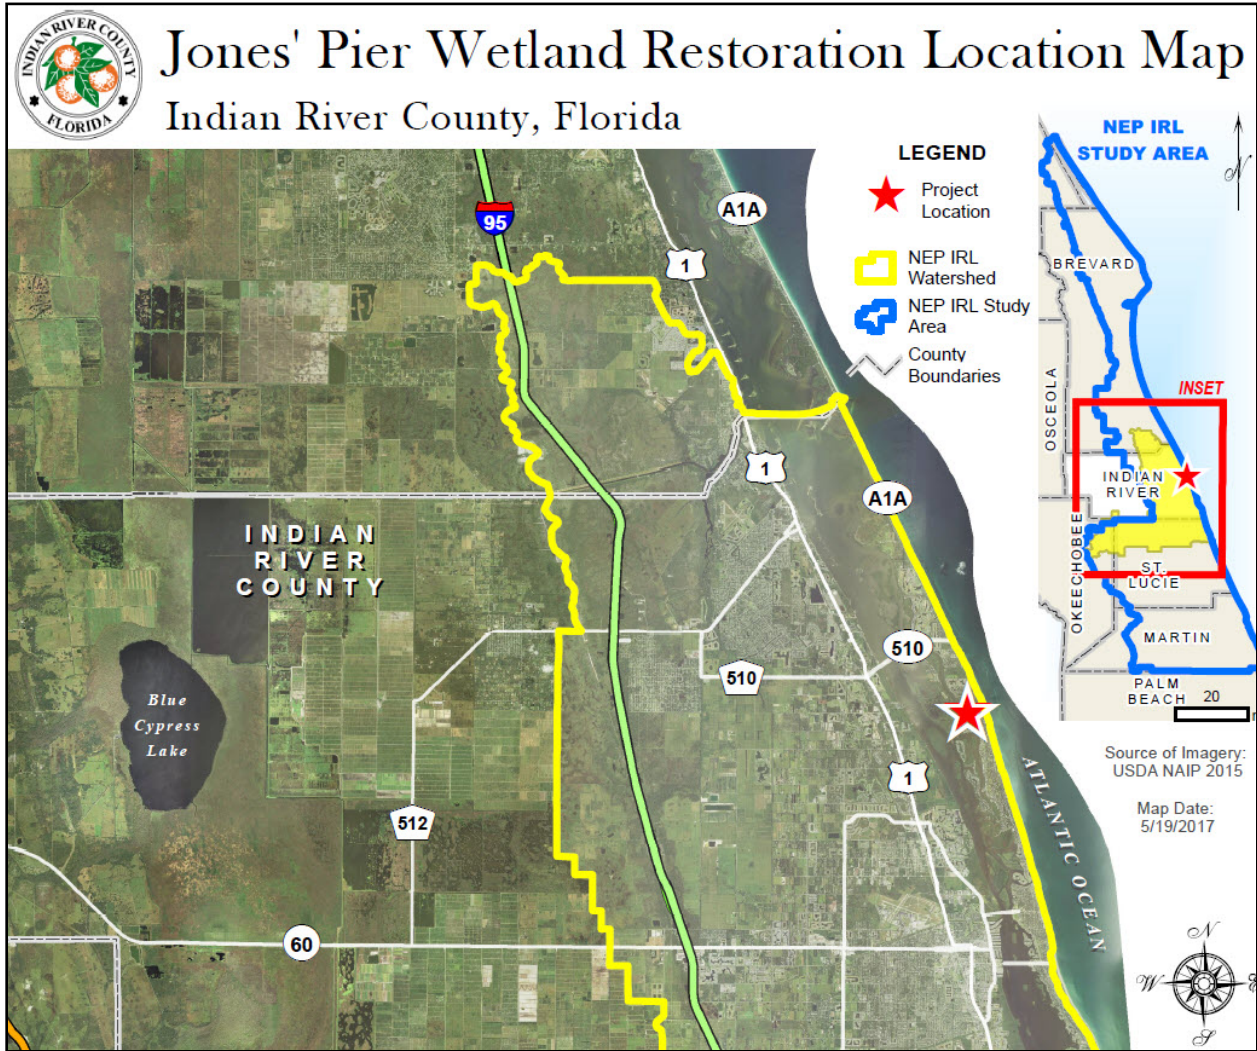 INDIAN RIVER COUNTY
FLORIDA
Jones' Pier Wetland Restoration Location Map
Indian River County, Florida
LEGEND
Project
Location
NEP IRL
Watershed
NEP IRL Study
Area
County
Boundaries
NEP IRL
STUDY AREA
N
BREVARD
OSCEOLA
INSET
INDIAN
RIVER
OKEECHOBEE
ST.
LUCIE
MARTIN
PALM
BEACH
20
95
A1A
1
1
A1A
INDIAN
RIVER
COUNTY
510
510
Blue
Cypress
Lake
1
512
60
ATLANTIC OCEAN
Source of Imagery:
USDA NAIP 2015
Map Date:
5/19/2017
N
W
E
S